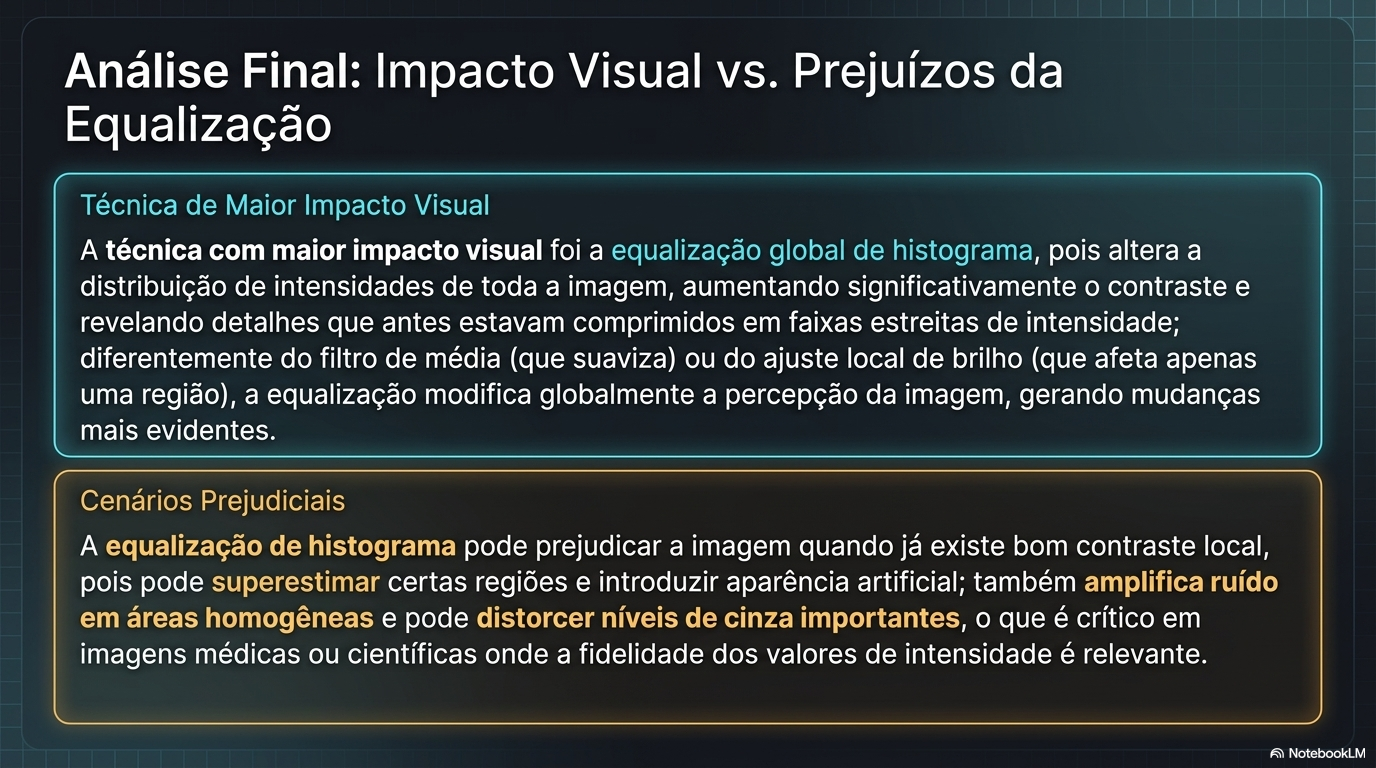 Análise Final: Impacto Visual vs. Prejuízos da
Equalização
Técnica de Maior Impacto Visual
A técnica com maior impacto visual foi a equalização global de histograma, pois altera a
distribuição de intensidades de toda a imagem, aumentando significativamente o contraste e
revelando detalhes que antes estavam comprimidos em faixas estreitas de intensidade;
diferentemente do filtro de média (que suaviza) ou do ajuste local de brilho (que afeta apenas
uma região), a equalização modifica globalmente a percepção da imagem, gerando mudanças
mais evidentes.
Cenários Prejudiciais
A equalização de histograma pode prejudicar a imagem quando já existe bom contraste local,
pois pode superestimar certas regiões e introduzir aparência artificial; também amplifica ruído
em áreas homogêneas e pode distorcer níveis de cinza importantes, o que é crítico em
imagens médicas ou científicas onde a fidelidade dos valores de intensidade é relevante.
NotebookLM